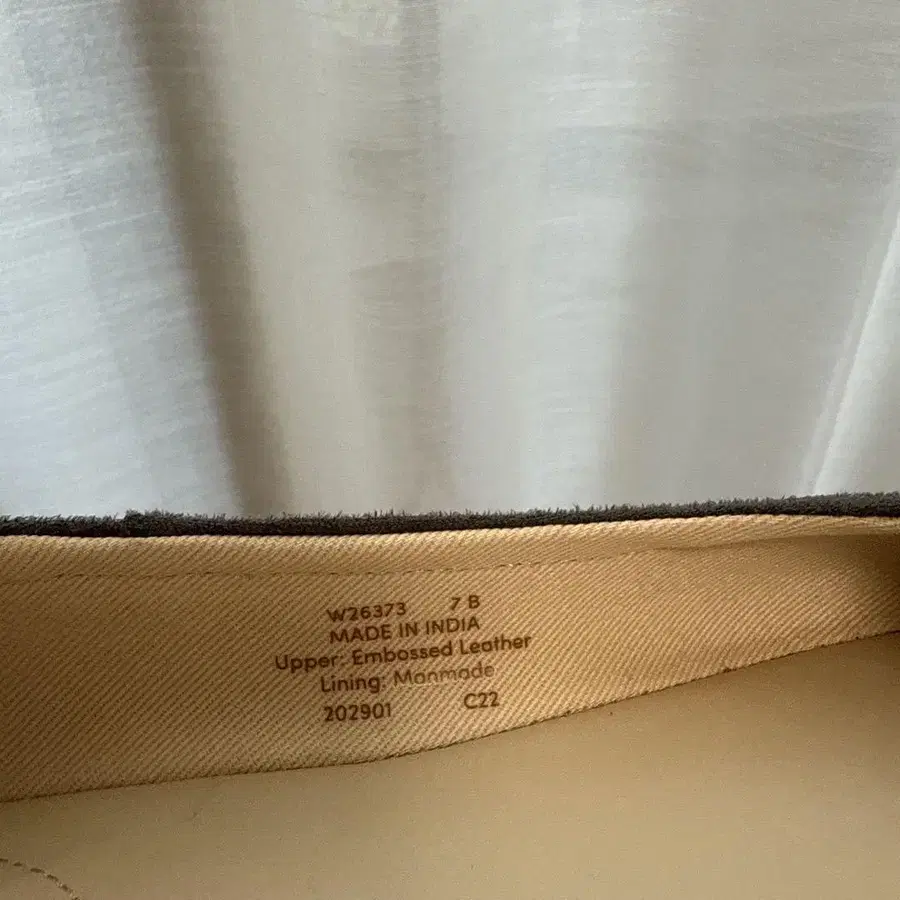 W26373 7 B
MADE IN INDIA
Upper: Embossed Leather
Lining: Manmade
202901 C22